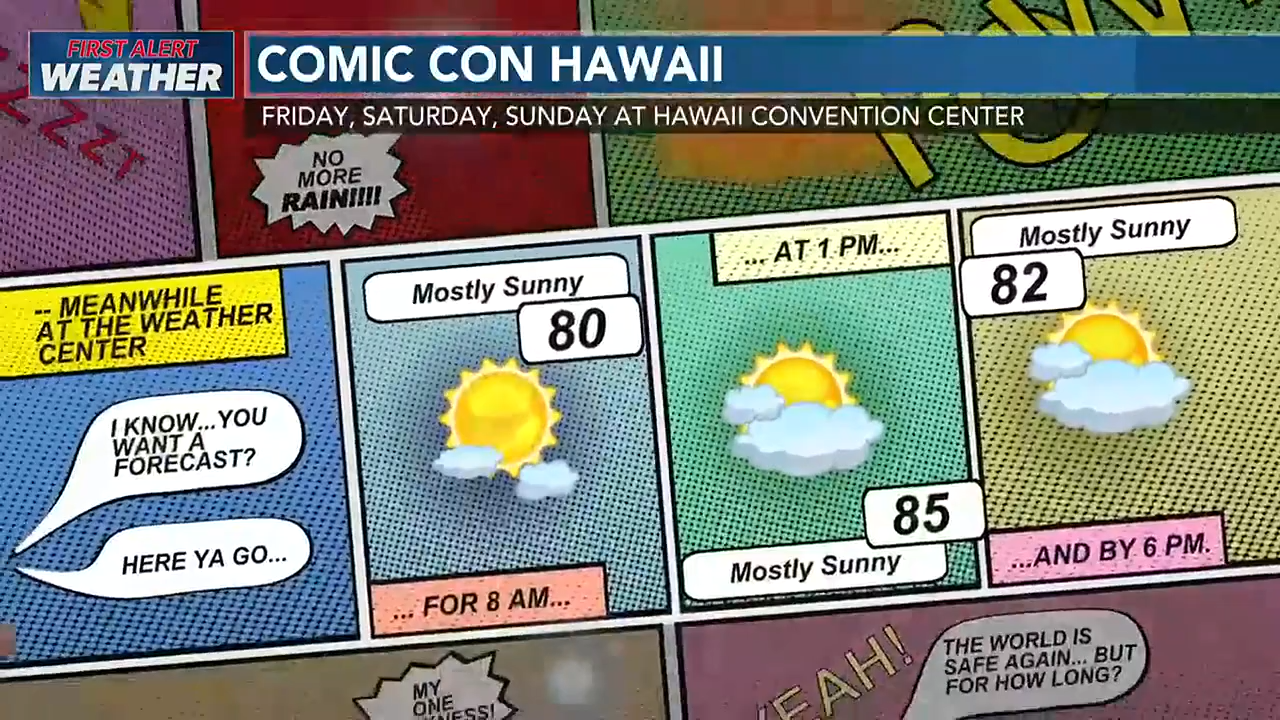 FIRST ALERT
WEATHER
COMIC CON HAWAII
FRIDAY, SATURDAY, SUNDAY AT HAWAII CONVENTION CENTER
NO
MORE
RAIN!!!!
-- MEANWHILE
AT THE WEATHER
CENTER
I KNOW...YOU
WANT A
FORECAST?
HERE YA GO...
Mostly Sunny
80
... FOR 8 AM...
... AT 1 PM...
85
Mostly Sunny
Mostly Sunny
82
...AND BY 6 PM.
MY
ONE
YEAH!
THE WORLD IS
SAFE AGAIN... BUT
FOR HOW LONG?